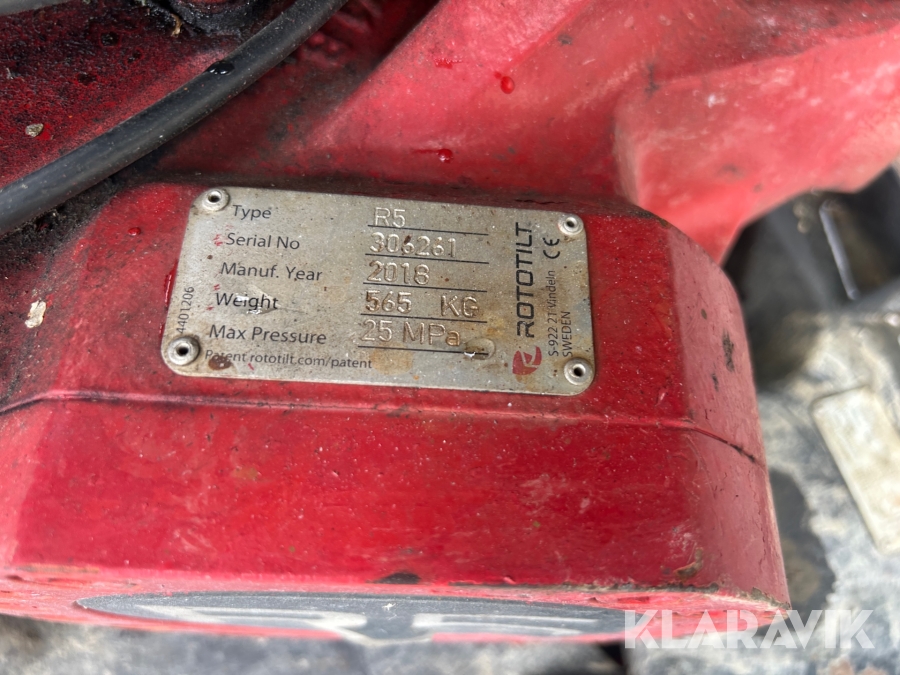 Type R5
Serial No 306261
Manuf. Year 2018
Weight 565 KG
Max Pressure 25 MPa
Patent rototilt.com/patent
4401206
ROTOTILT CE
S-922 21 Vindeln
SWEDEN
KLARAVIK